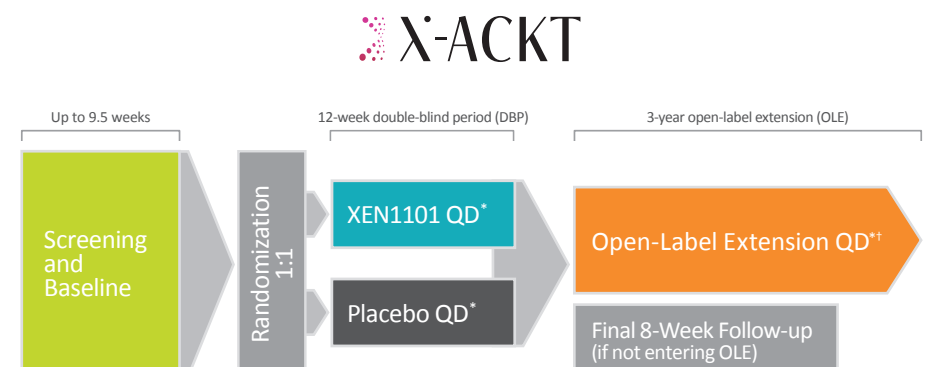 X-ACKT
Up to 9.5 weeks
12-week double-blind period (DBP)
3-year open-label extension (OLE)
Screening
and
Baseline
Randomization
1:1
XEN1101 QD*
Placebo QD*
Open-Label Extension QD*†
Final 8-Week Follow-up
(if not entering OLE)